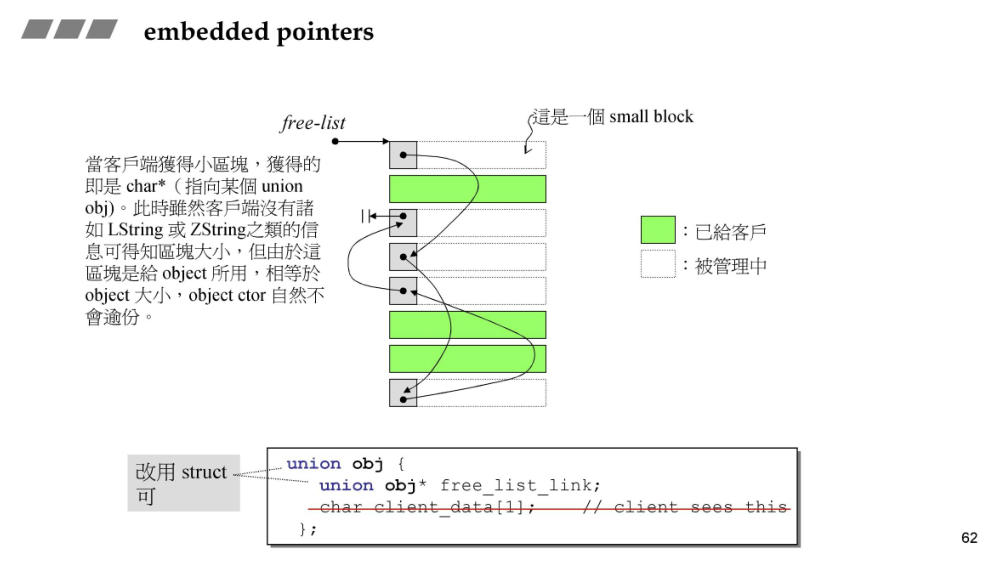 embedded pointers
free-list
這是一個 small block
當客戶端獲得小區塊，獲得的
即是 char*（指向某個 union
obj)。此時雖然客戶端沒有諸
如 LString 或 ZString之類的信
息可得知區塊大小，但由於這
區塊是給 object 所用，相等於
object 大小，object ctor 自然不
會逾份。
：已給客戶
：被管理中
改用 struct
可
union obj {
union obj* free_list_link;
char client_data[1]; // client sees this
};
62